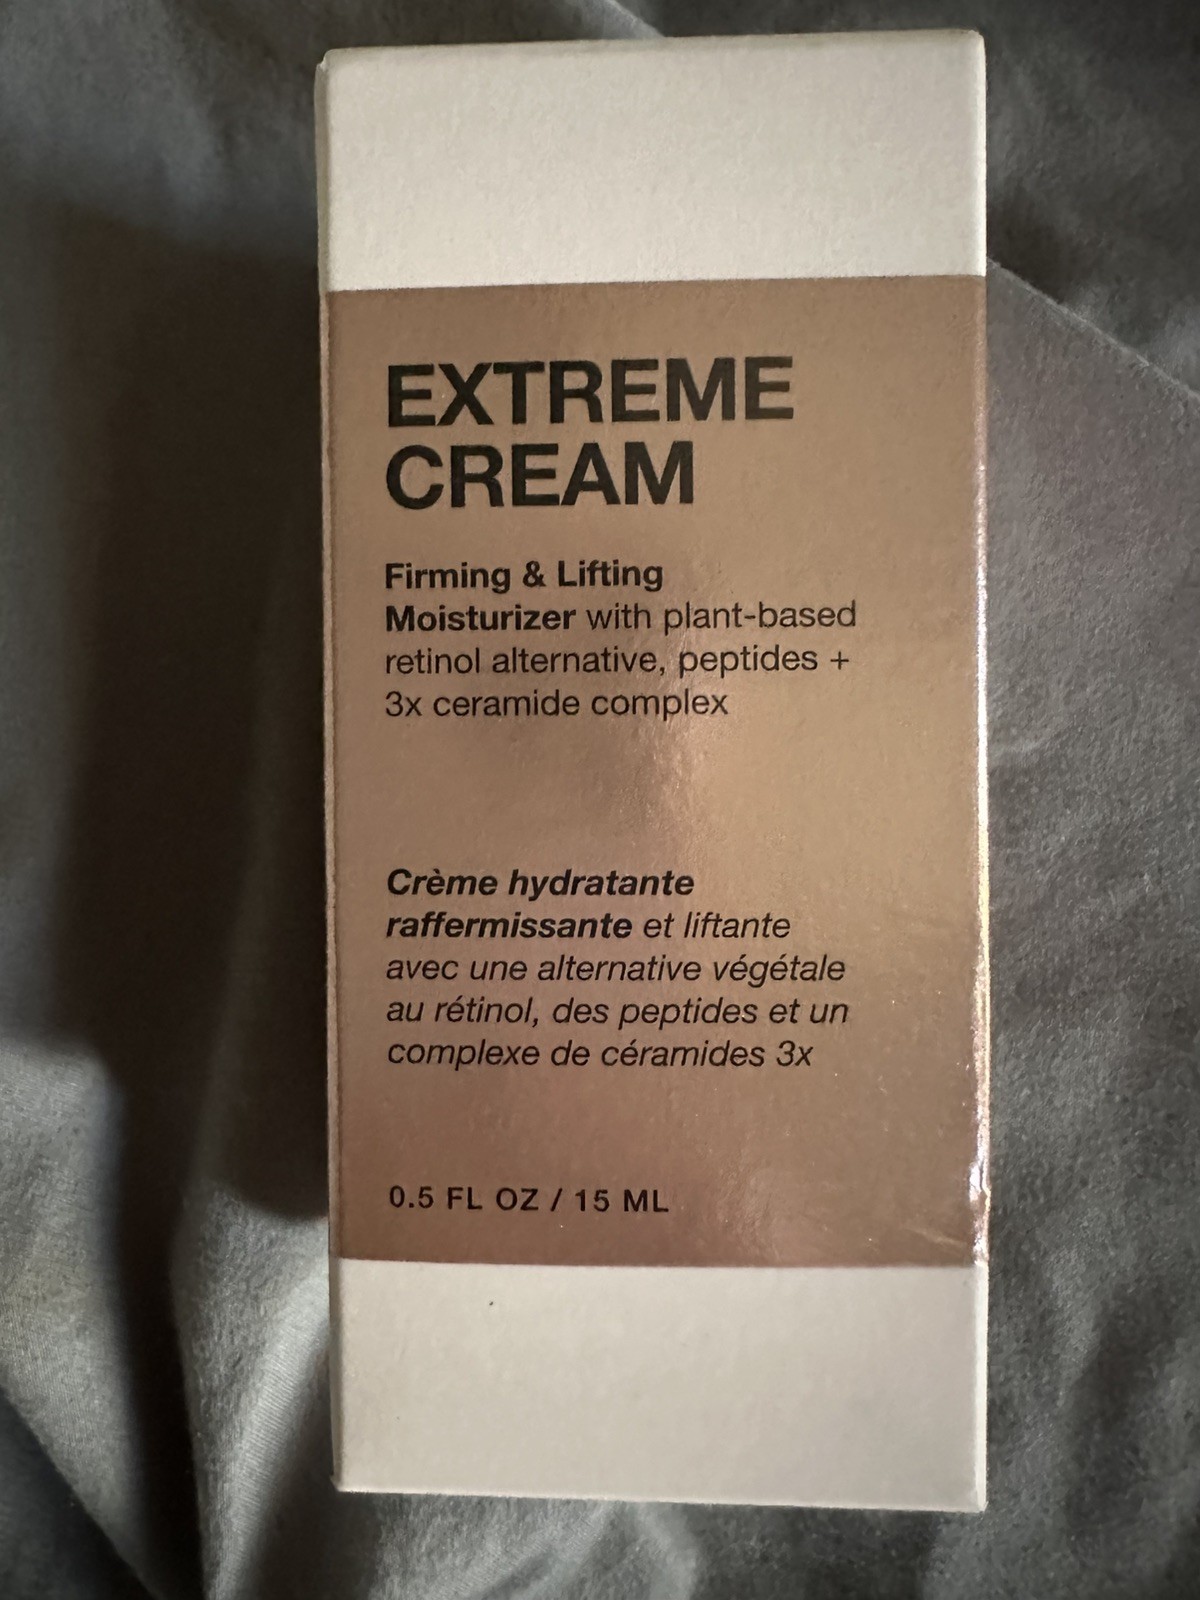 EXTREME
CREAM
Firming & Lifting
Moisturizer with plant-based
retinol alternative, peptides +
3x ceramide complex
Crème hydratante
raffermissante et liftante
avec une alternative végétale
au rétinol, des peptides et un
complexe de céramides 3x
0.5 FL OZ / 15 ML